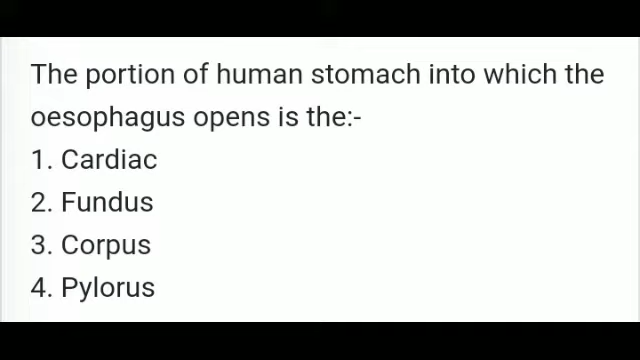 The portion of human stomach into which the
oesophagus opens is the:-
1. Cardiac
2. Fundus
3. Corpus
4. Pylorus